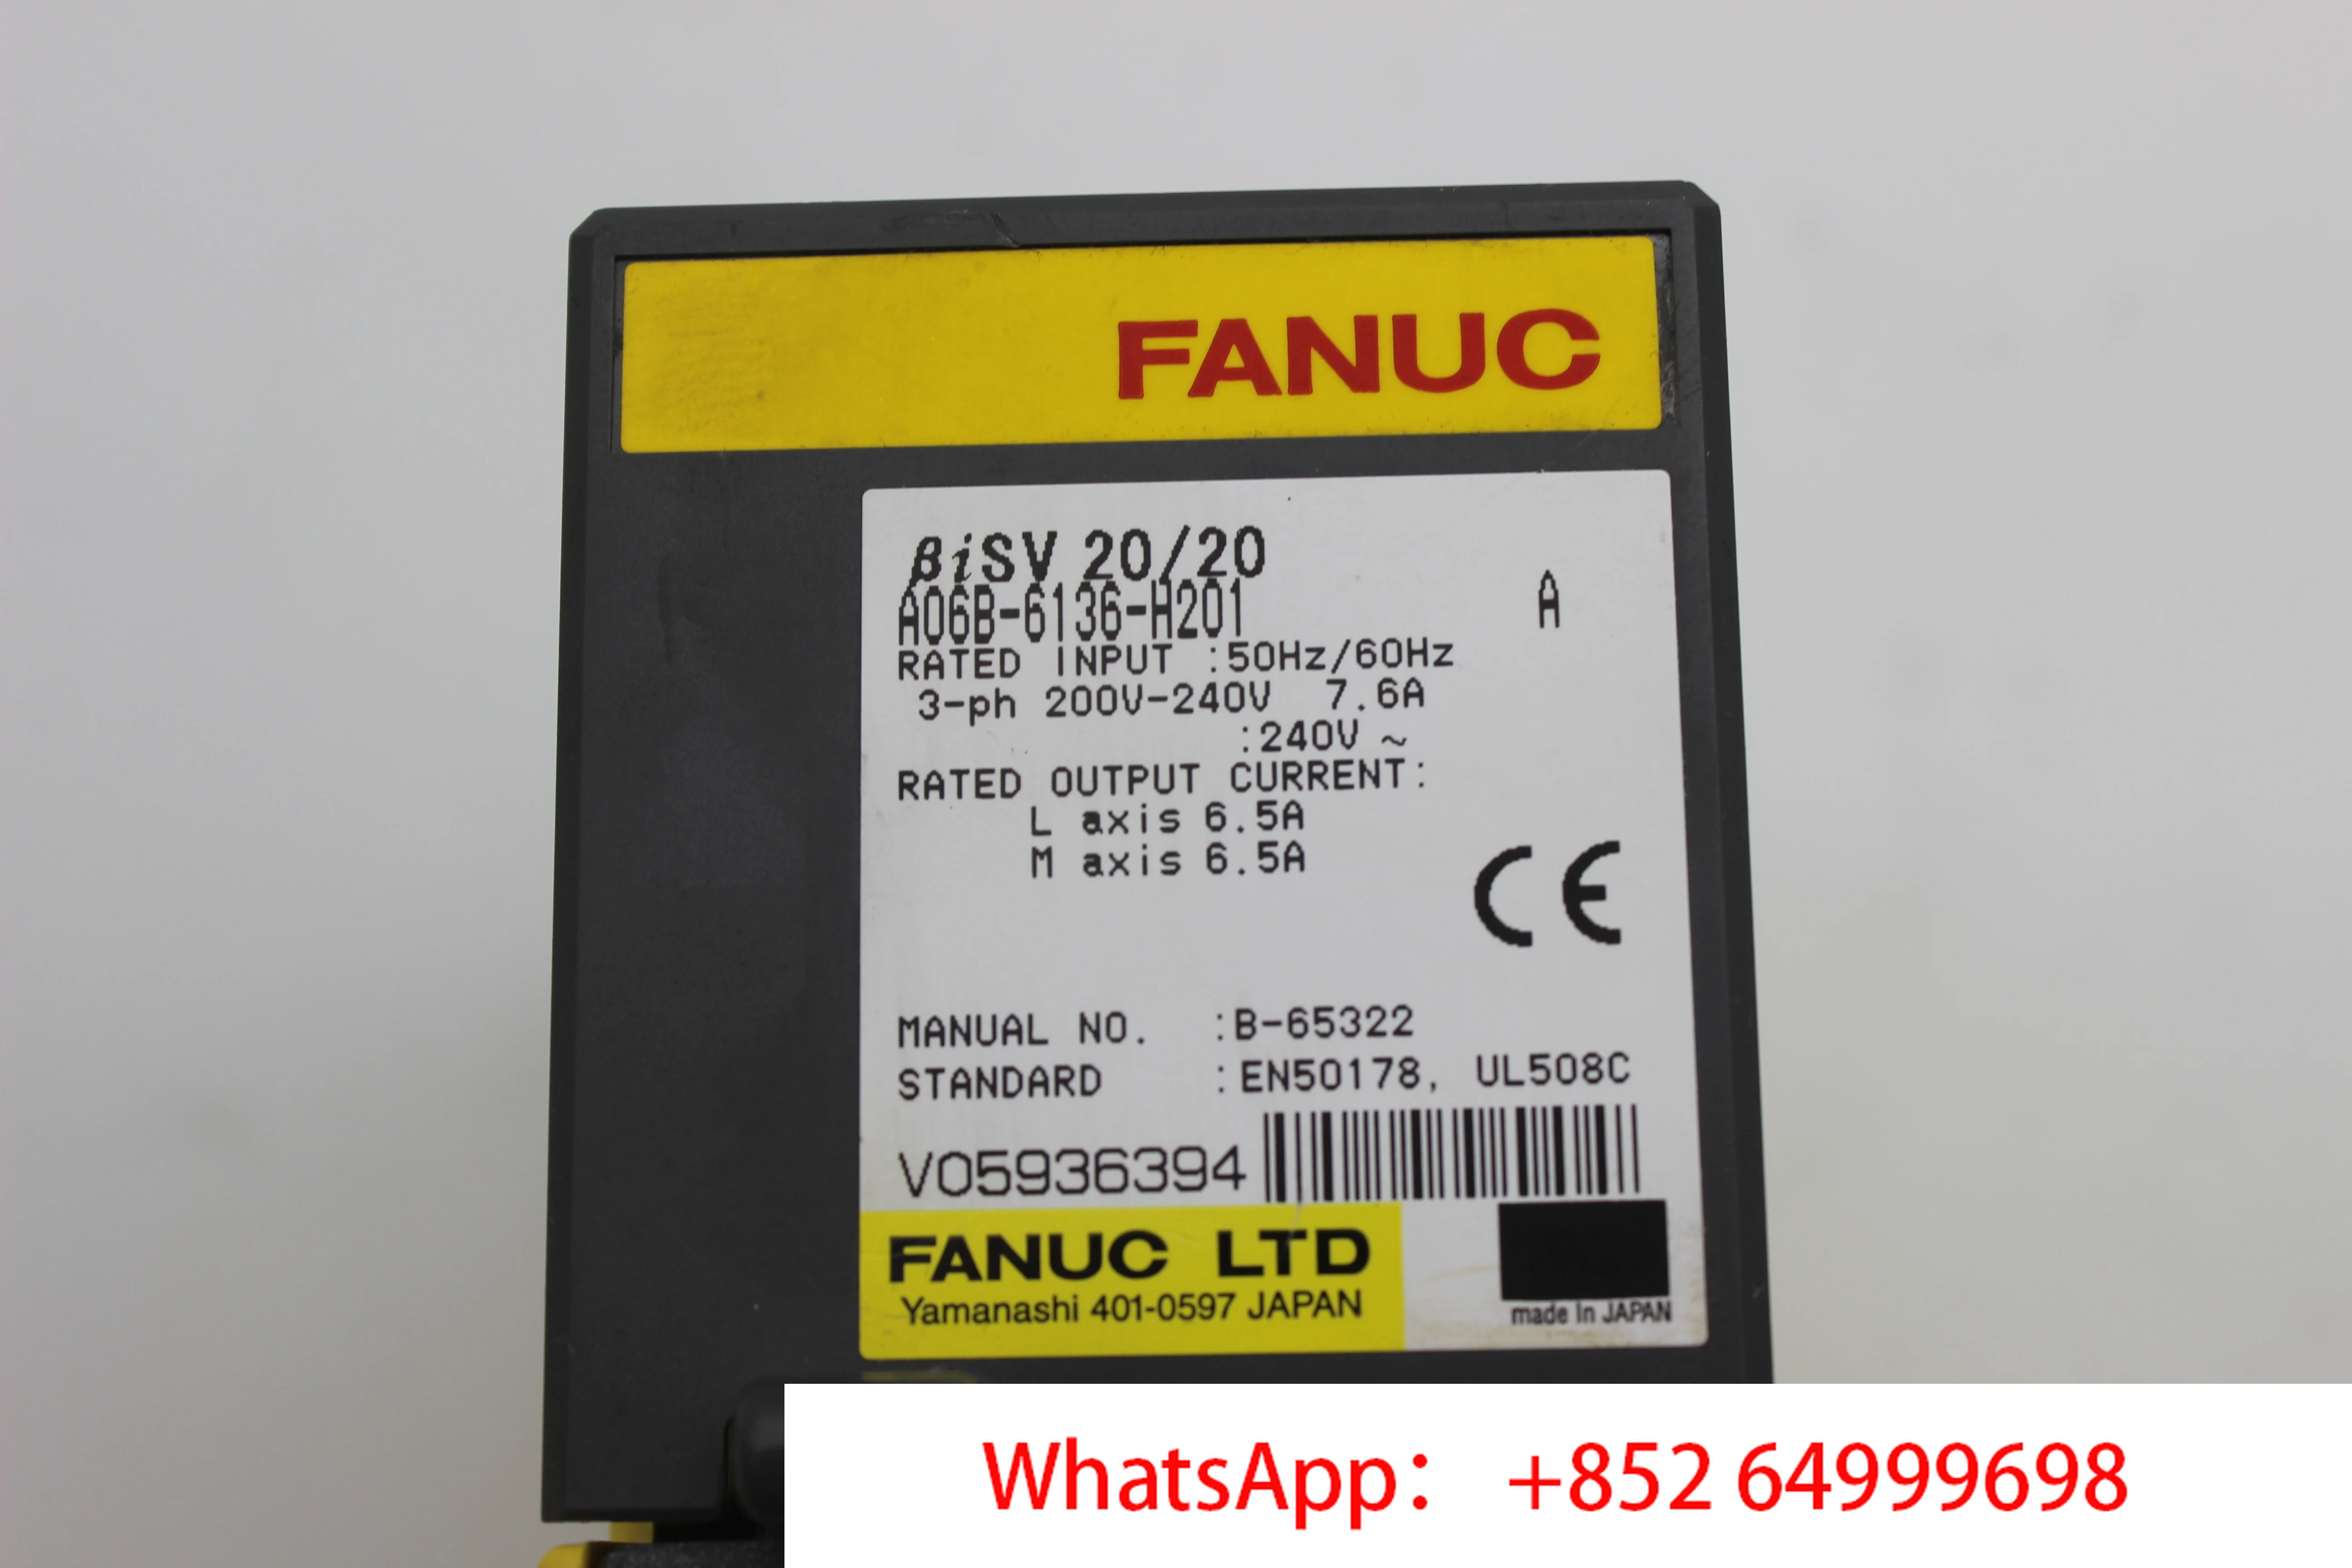 FANUC
βiSV 20/20
A06B-6136-H201 A
RATED INPUT :50Hz/60Hz
3-ph 200V-240V 7.6A
:240V ~
RATED OUTPUT CURRENT:
L axis 6.5A
M axis 6.5A
CE
MANUAL NO. :B-65322
STANDARD :EN50178, UL508C
V05936394
FANUC LTD
Yamanashi 401-0597 JAPAN
made in JAPAN
WhatsApp: +852 64999698